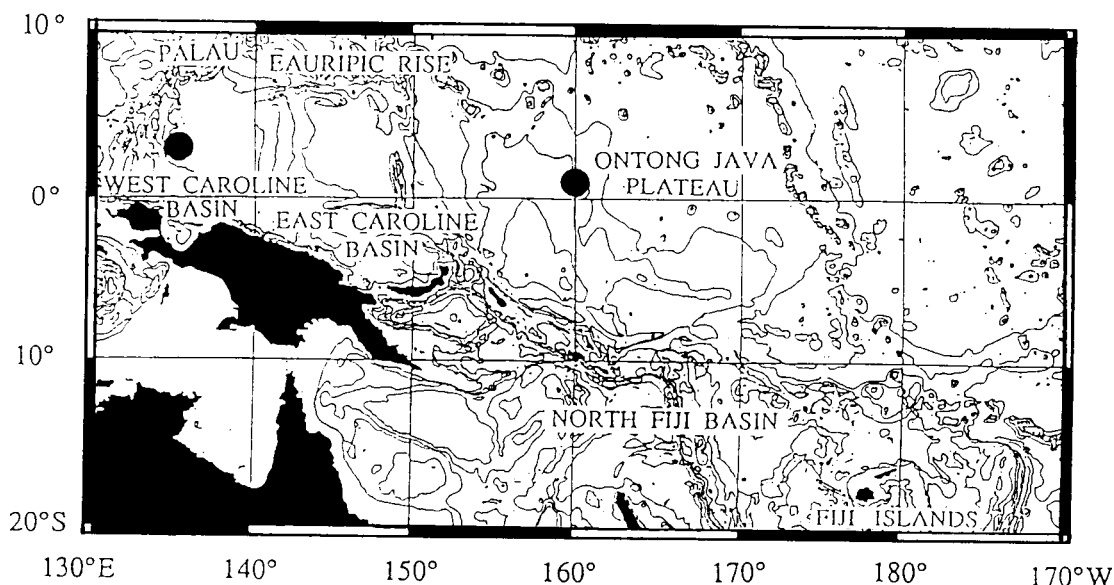 10°
PALAU
EAURIPIC RISE
ONTONG JAVA
PLATEAU
WEST CAROLINE
BASIN
0°
EAST CAROLINE
BASIN
10°
NORTH FIJI BASIN
20°S
FIJI ISLANDS
130°E 140° 150° 160° 170° 180° 170°W